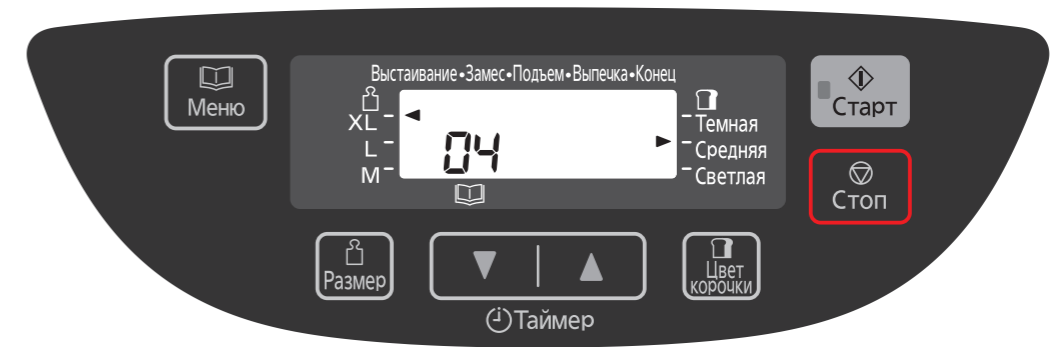 Меню
Выстаивание•Замес•Подъем•Выпечка•Конец
XL
L
M
04
Темная
Средняя
Светлая
Старт
Стоп
Размер
Цвет
корочки
Таймер